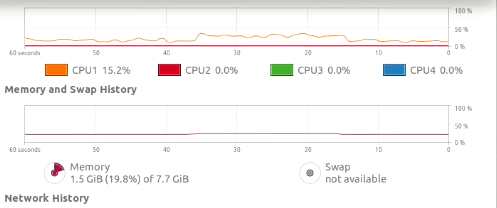 100 %
50 %
0 %
60 seconds 50 40 30 20 10 0
CPU1 15.2% CPU2 0.0% CPU3 0.0% CPU4 0.0%
Memory and Swap History
100 %
50 %
0 %
60 seconds 50 40 30 20 10 0
Memory
1.5 GiB (19.8%) of 7.7 GiB
Swap
not available
Network History